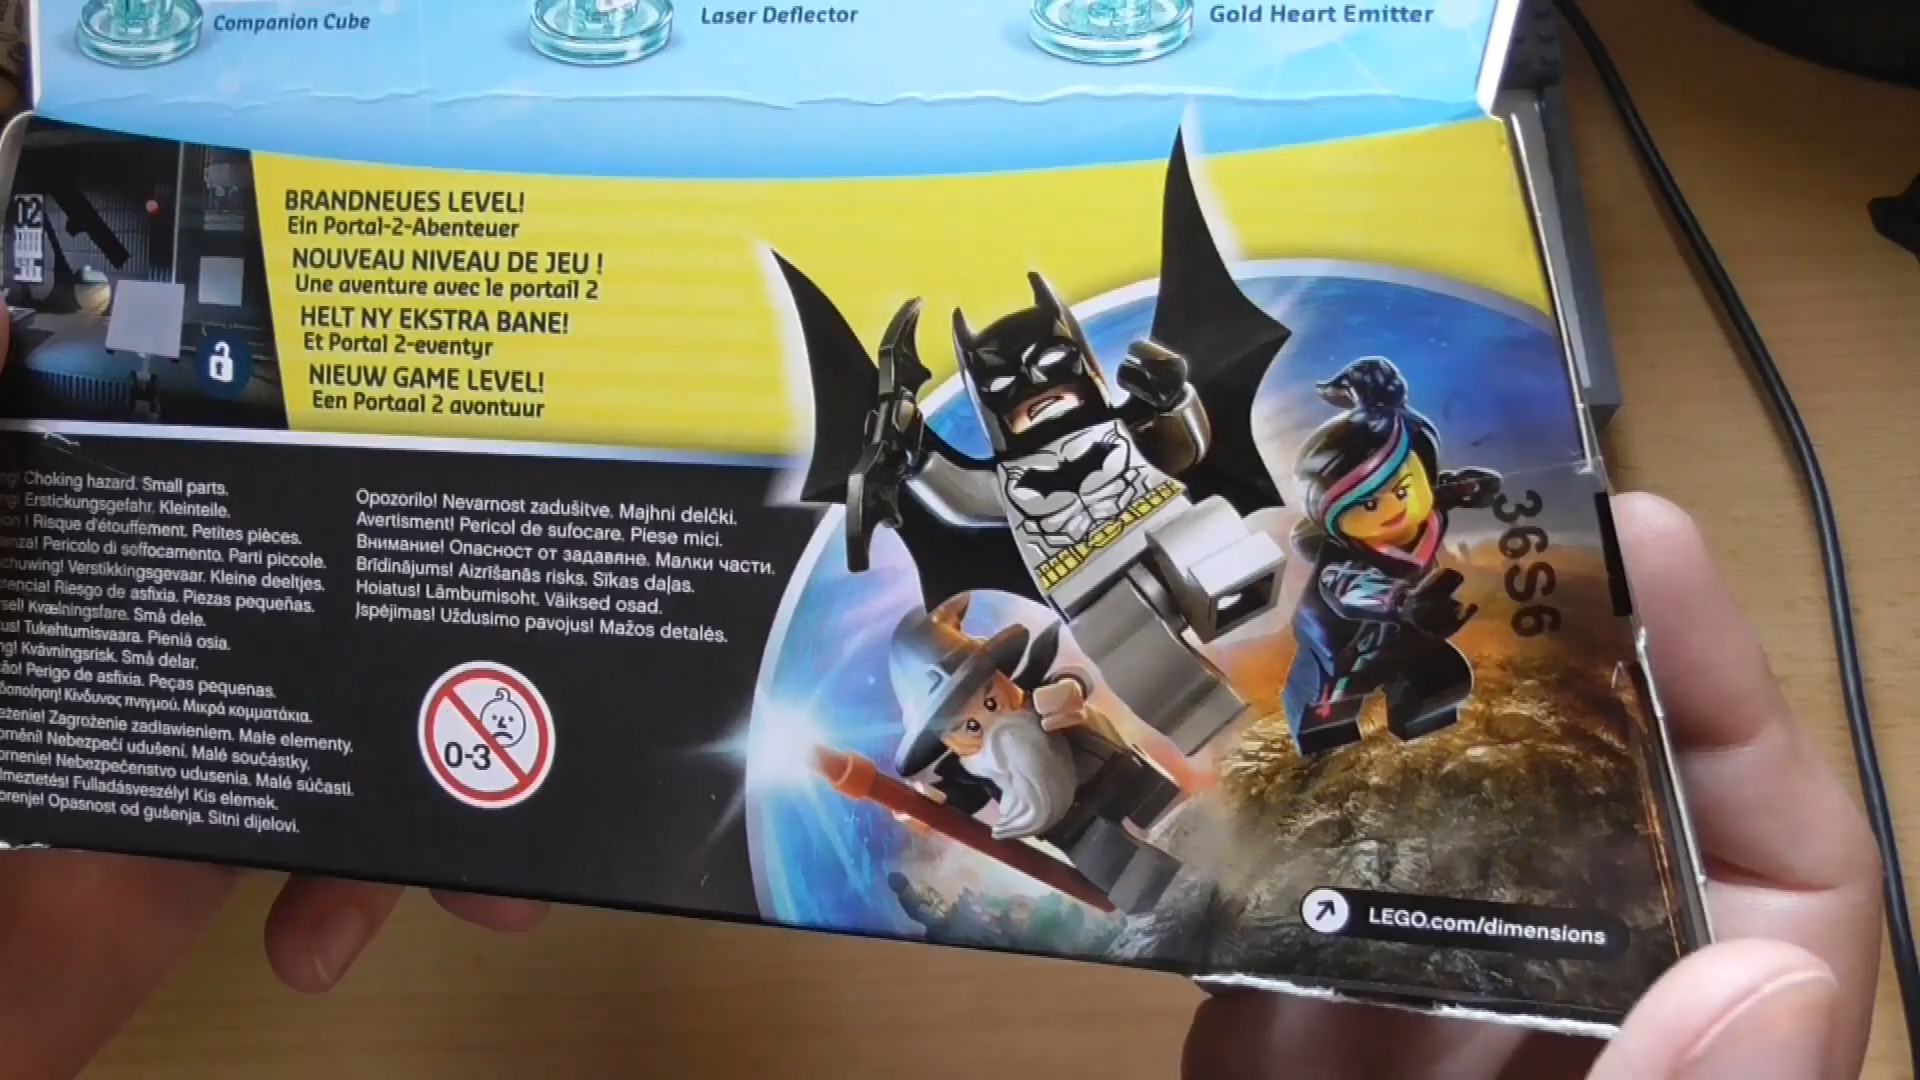 Companion Cube
Laser Deflector
Gold Heart Emitter
02
BRANDNEUES LEVEL!
Ein Portal-2-Abenteuer
NOUVEAU NIVEAU DE JEU !
Une aventure avec le portail 2
HELT NY EKSTRA BANE!
Et Portal 2-eventyr
NIEUW GAME LEVEL!
Een Portaal 2 avontuur
Choking hazard. Small parts.
Erstickungsgefahr. Kleinteile.
! Risque d'étouffement. Petites pièces.
Pericolo di soffocamento. Parti piccole.
Verstikkingsgevaar. Kleine deeltjes.
Riesgo de asfixia. Piezas pequeñas.
Kvælningsfare. Små dele.
Tukehtumisvaara. Pieniä osia.
Kvävningsrisk. Små delar.
Perigo de asfixia. Peças pequenas.
Κίνδυνος πνιγμού. Μικρά κομματάκια.
Zagrożenie zadławieniem. Małe elementy.
Nebezpečí udušení. Malé součástky.
Nebezpečenstvo udusenia. Malé súčasti.
Fulladásveszély! Kis elemek.
Opasnost od gušenja. Sitni dijelovi.
Opozorilo! Nevarnost zadušitve. Majhni delčki.
Avertisment! Pericol de sufocare. Piese mici.
Внимание! Опасност от задавяне. Малки части.
Brīdinājums! Aizrīšanās risks. Sīkas daļas.
Hoiatus! Lämbumisoht. Väiksed osad.
Įspėjimas! Uždusimo pavojus! Mažos detalės.
0-3
36S6
LEGO.com/dimensions